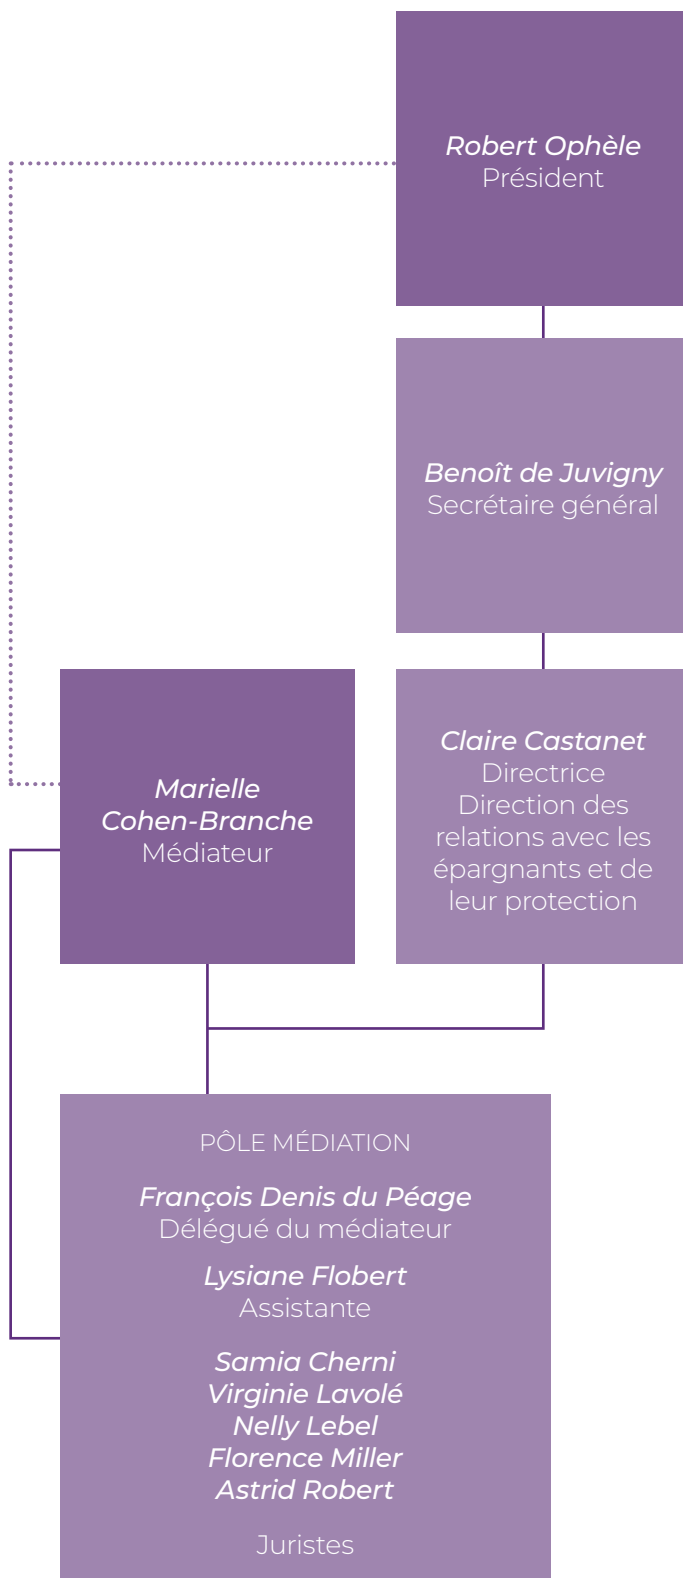 Robert Ophèle
Président
Benoît de Juvigny
Secrétaire général
Marielle
Cohen-Branche
Médiateur
Claire Castanet
Directrice
Direction des
relations avec les
épargnants et de
leur protection
PÔLE MÉDIATION
François Denis du Péage
Délégué du médiateur
Lysiane Flobert
Assistante
Samia Cherni
Virginie Lavolé
Nelly Lebel
Florence Miller
Astrid Robert
Juristes